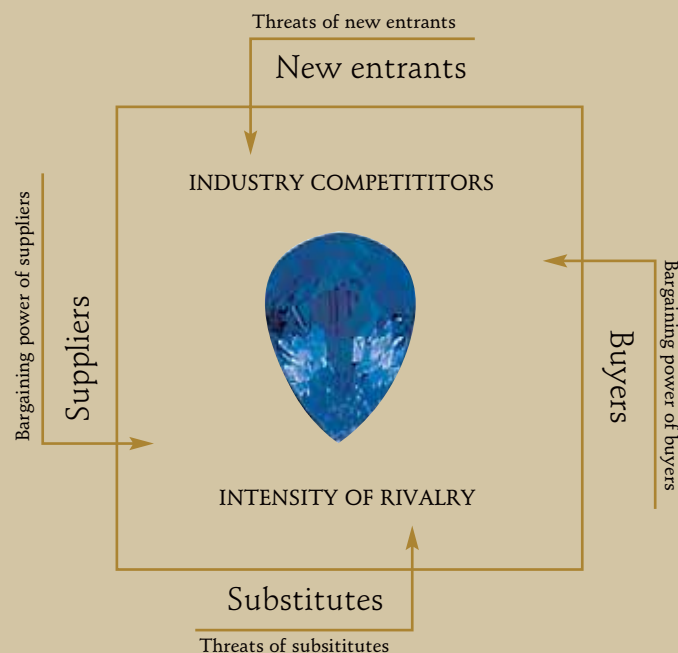 Threats of new entrants
New entrants
INDUSTRY COMPETITITORS
Bargaining power of suppliers
Suppliers
Buyers
Bargaining power of buyers
INTENSITY OF RIVALRY
Substitutes
Threats of subsititutes